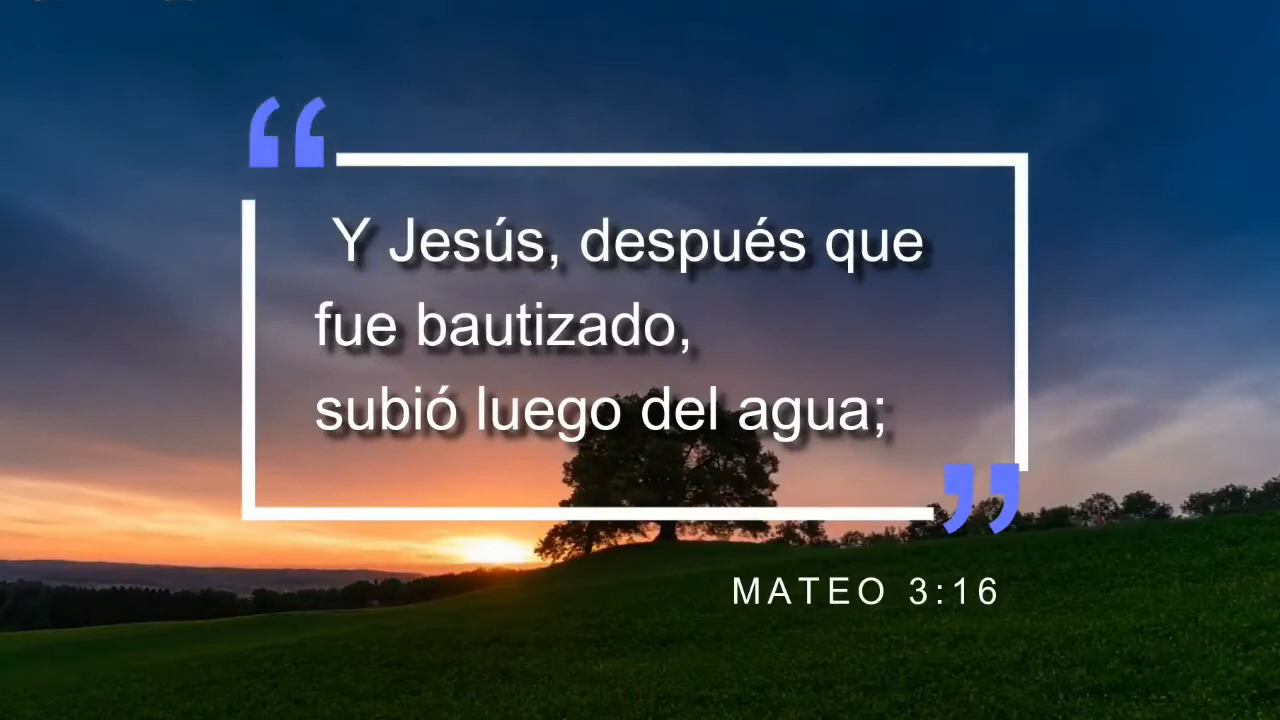 “
Y Jesús, después que
fue bautizado,
subió luego del agua;
”
MATEO 3:16